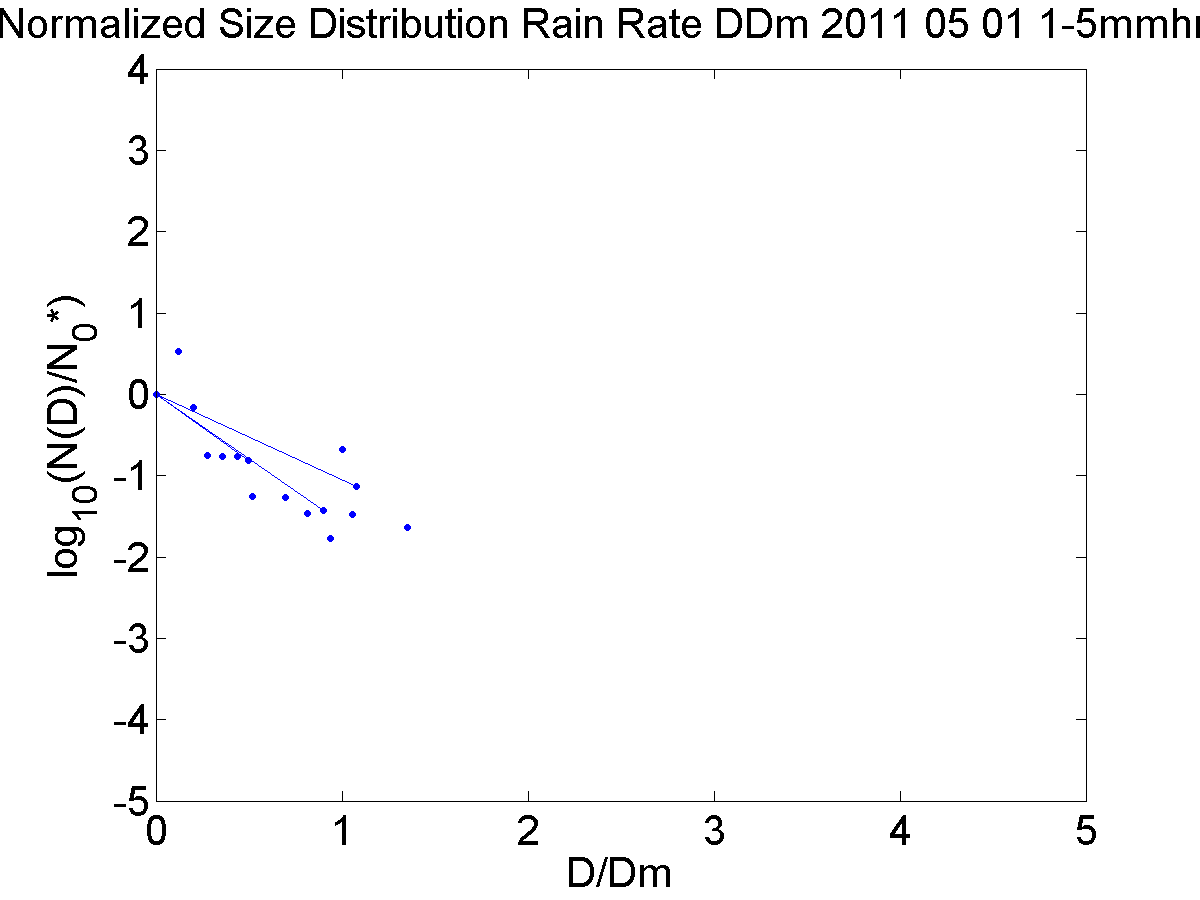 Normalized Size Distribution Rain Rate DDm 2011 05 01 1-5mmhr
4
3
2
1
0
-1
-2
-3
-4
-5
0 1 2 3 4 5
log10(N(D)/N0*)
D/Dm